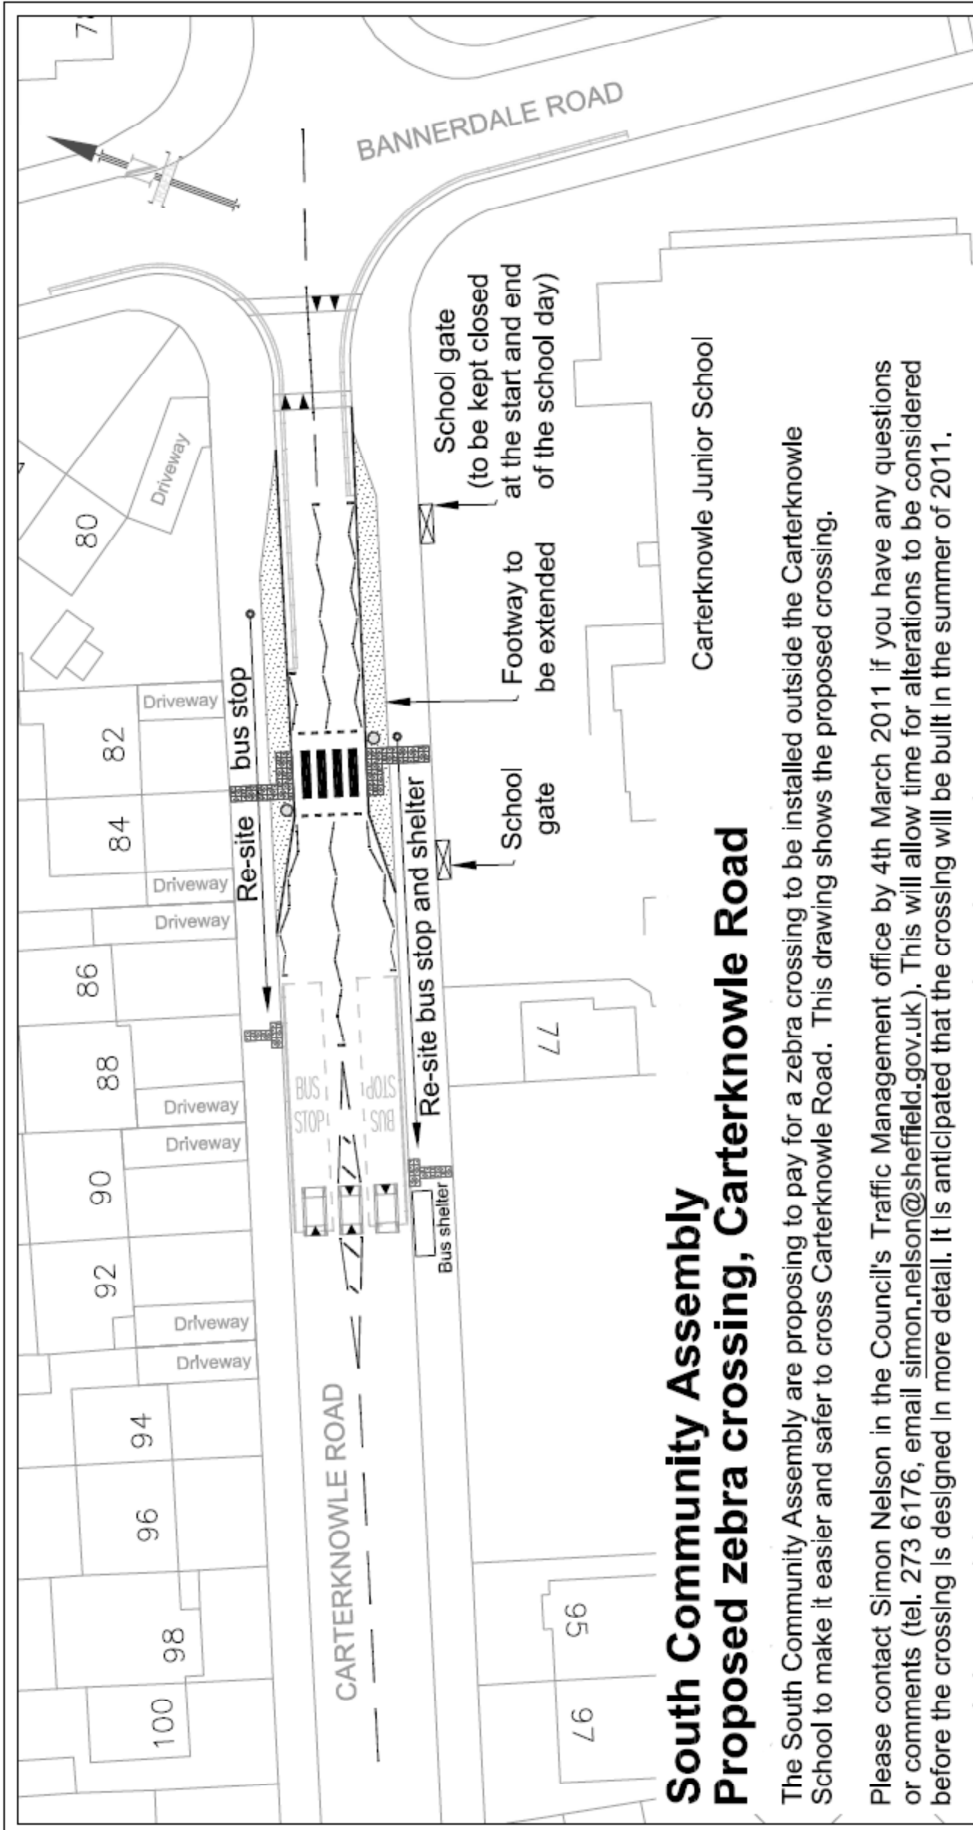 South Community Assembly
Proposed zebra crossing, Carterknowle Road
The South Community Assembly are proposing to pay for a zebra crossing to be installed outside the Carterknowle
School to make it easier and safer to cross Carterknowle Road. This drawing shows the proposed crossing.
Please contact Simon Nelson in the Council's Traffic Management office by 4th March 2011 if you have any questions
or comments (tel. 273 6176, email simon.nelson@sheffield.gov.uk). This will allow time for alterations to be considered
before the crossing is designed in more detail. It is anticipated that the crossing will be built in the summer of 2011.
100
98
96
94
Driveway
Driveway
92
90
Driveway
Driveway
88
86
Driveway
Driveway
84
82
Driveway
80
Driveway
Re-site bus stop
BUS
STOP
BUS
STOP
CARTERKNOWLE ROAD
BANNERDALE ROAD
Re-site bus stop and shelter
Bus shelter
School
gate
Footway to
be extended
School gate
(to be kept closed
at the start and end
of the school day)
Carterknowle Junior School
77
95
97